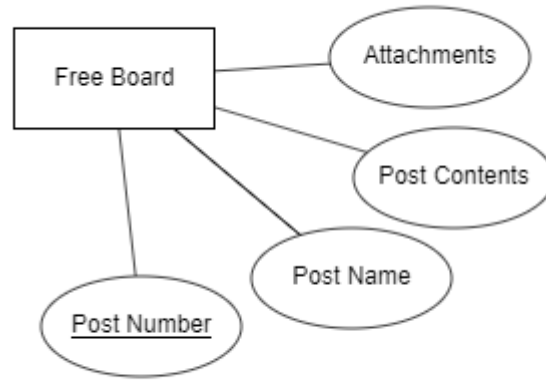 Free Board
Attachments
Post Contents
Post Name
Post Number